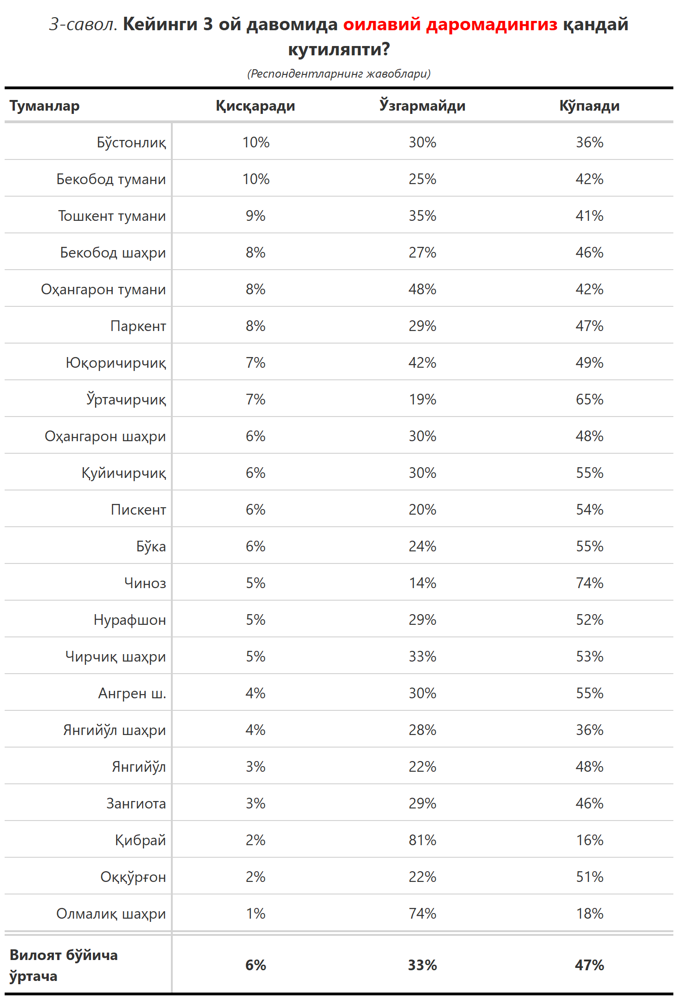 3-савол. Кейинги 3 ой давомида оилавий даромадингиз қандай
кутиляпти?
(Респондентларнинг жавоблари)
Туманлар Қисқаради Ўзгармайди Кўпаяди
Бўстонлиқ 10% 30% 36%
Бекобод тумани 10% 25% 42%
Тошкент тумани 9% 35% 41%
Бекобод шаҳри 8% 27% 46%
Оҳангарон тумани 8% 48% 42%
Паркент 8% 29% 47%
Юқоричирчиқ 7% 42% 49%
Ўртачирчиқ 7% 19% 65%
Оҳангарон шаҳри 6% 30% 48%
Қуйичирчиқ 6% 30% 55%
Пискент 6% 20% 54%
Бўка 6% 24% 55%
Чиноз 5% 14% 74%
Нурафшон 5% 29% 52%
Чирчиқ шаҳри 5% 33% 53%
Ангрен ш. 4% 30% 55%
Янгийўл шаҳри 4% 28% 36%
Янгийўл 3% 22% 48%
Зангиота 3% 29% 46%
Қибрай 2% 81% 16%
Оққўрғон 2% 22% 51%
Олмалиқ шаҳри 1% 74% 18%
Вилоят бўйича
ўртача 6% 33% 47%